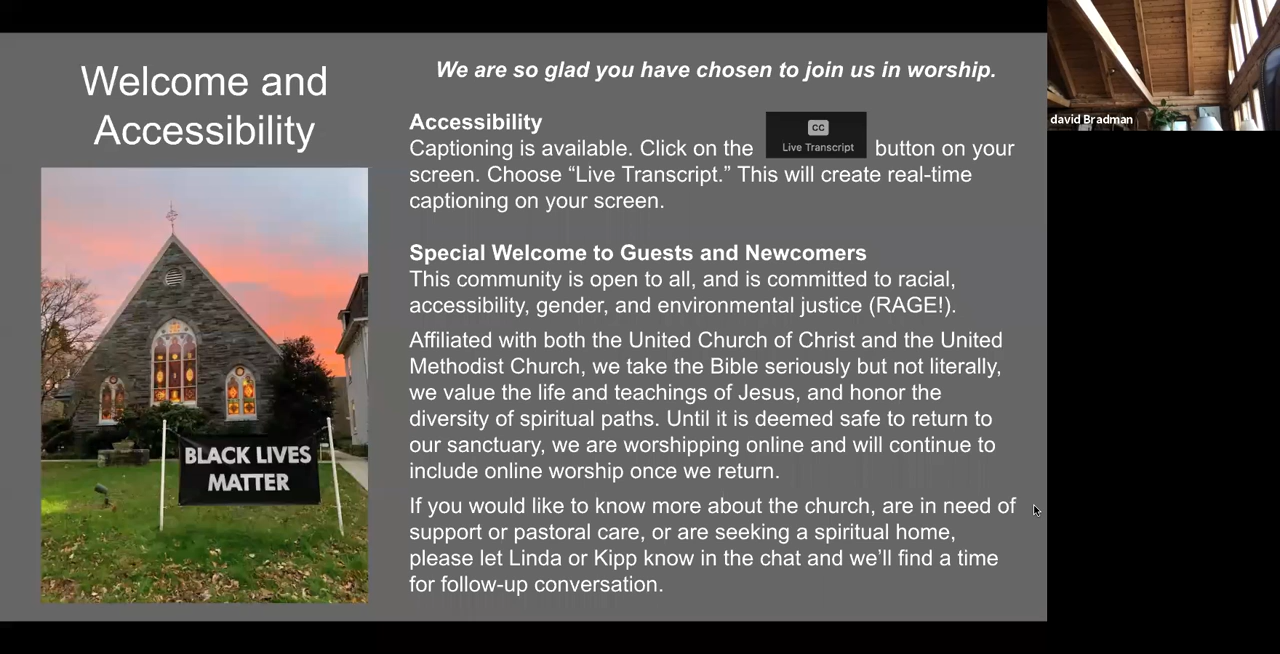 Welcome and
Accessibility
BLACK LIVES
MATTER
We are so glad you have chosen to join us in worship.
Accessibility
Captioning is available. Click on the CC Live Transcript button on your
screen. Choose “Live Transcript.” This will create real-time
captioning on your screen.
Special Welcome to Guests and Newcomers
This community is open to all, and is committed to racial,
accessibility, gender, and environmental justice (RAGE!).
Affiliated with both the United Church of Christ and the United
Methodist Church, we take the Bible seriously but not literally,
we value the life and teachings of Jesus, and honor the
diversity of spiritual paths. Until it is deemed safe to return to
our sanctuary, we are worshipping online and will continue to
include online worship once we return.
If you would like to know more about the church, are in need of
support or pastoral care, or are seeking a spiritual home,
please let Linda or Kipp know in the chat and we’ll find a time
for follow-up conversation.
david Bradman